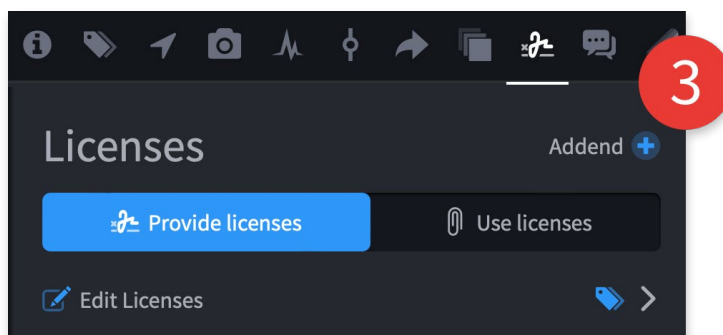 3
Licenses
Addend
Provide licenses
Use licenses
Edit Licenses